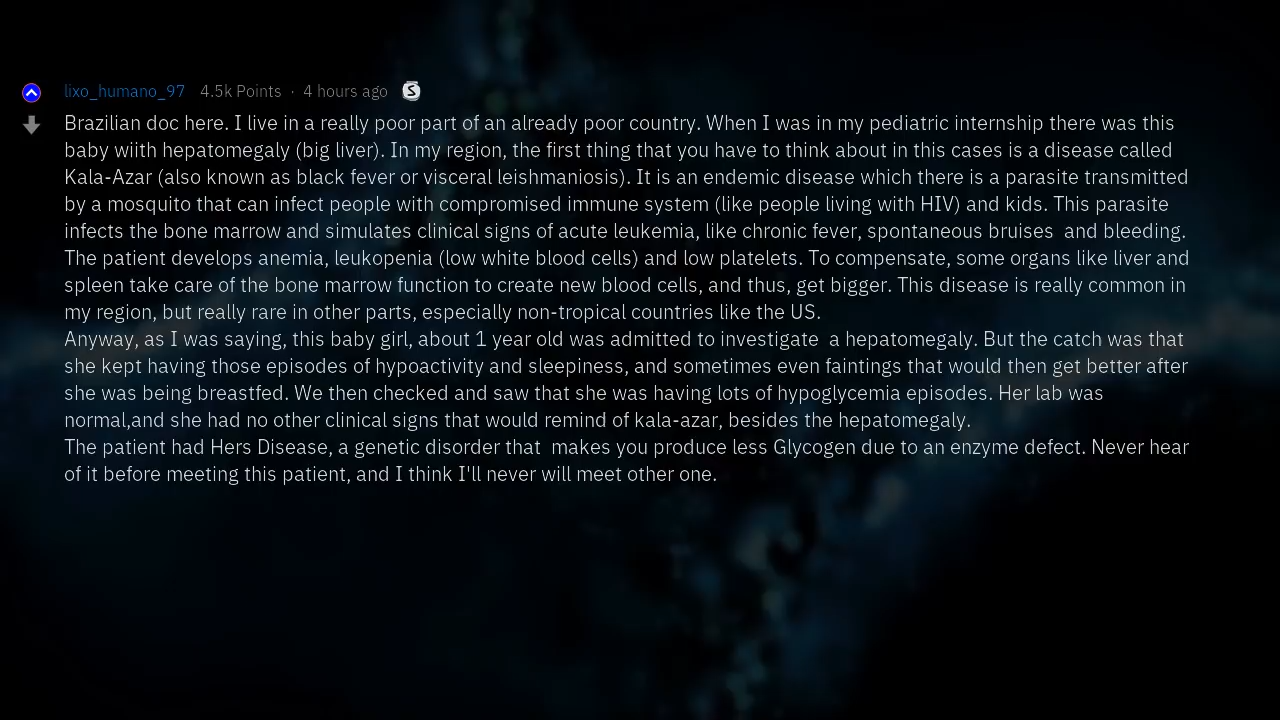 lixo_humano_97 4.5k Points · 4 hours ago S
Brazilian doc here. I live in a really poor part of an already poor country. When I was in my pediatric internship there was this
baby wiith hepatomegaly (big liver). In my region, the first thing that you have to think about in this cases is a disease called
Kala-Azar (also known as black fever or visceral leishmaniosis). It is an endemic disease which there is a parasite transmitted
by a mosquito that can infect people with compromised immune system (like people living with HIV) and kids. This parasite
infects the bone marrow and simulates clinical signs of acute leukemia, like chronic fever, spontaneous bruises  and bleeding.
The patient develops anemia, leukopenia (low white blood cells) and low platelets. To compensate, some organs like liver and
spleen take care of the bone marrow function to create new blood cells, and thus, get bigger. This disease is really common in
my region, but really rare in other parts, especially non-tropical countries like the US.
Anyway, as I was saying, this baby girl, about 1 year old was admitted to investigate  a hepatomegaly. But the catch was that
she kept having those episodes of hypoactivity and sleepiness, and sometimes even faintings that would then get better after
she was being breastfed. We then checked and saw that she was having lots of hypoglycemia episodes. Her lab was
normal,and she had no other clinical signs that would remind of kala-azar, besides the hepatomegaly.
The patient had Hers Disease, a genetic disorder that  makes you produce less Glycogen due to an enzyme defect. Never hear
of it before meeting this patient, and I think I'll never will meet other one.